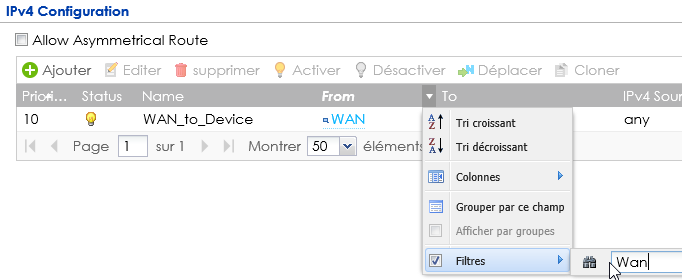 IPv4 Configuration
Allow Asymmetrical Route
Ajouter Editer supprimer Activer Désactiver Déplacer Cloner
Priori... Status Name From To IPv4 Sour
10 WAN_to_Device WAN any
Page 1 sur 1 Montrer 50 éléments
Tri croissant
Tri décroissant
Colonnes
Grouper par ce champ
Afficher par groupes
Filtres Wan